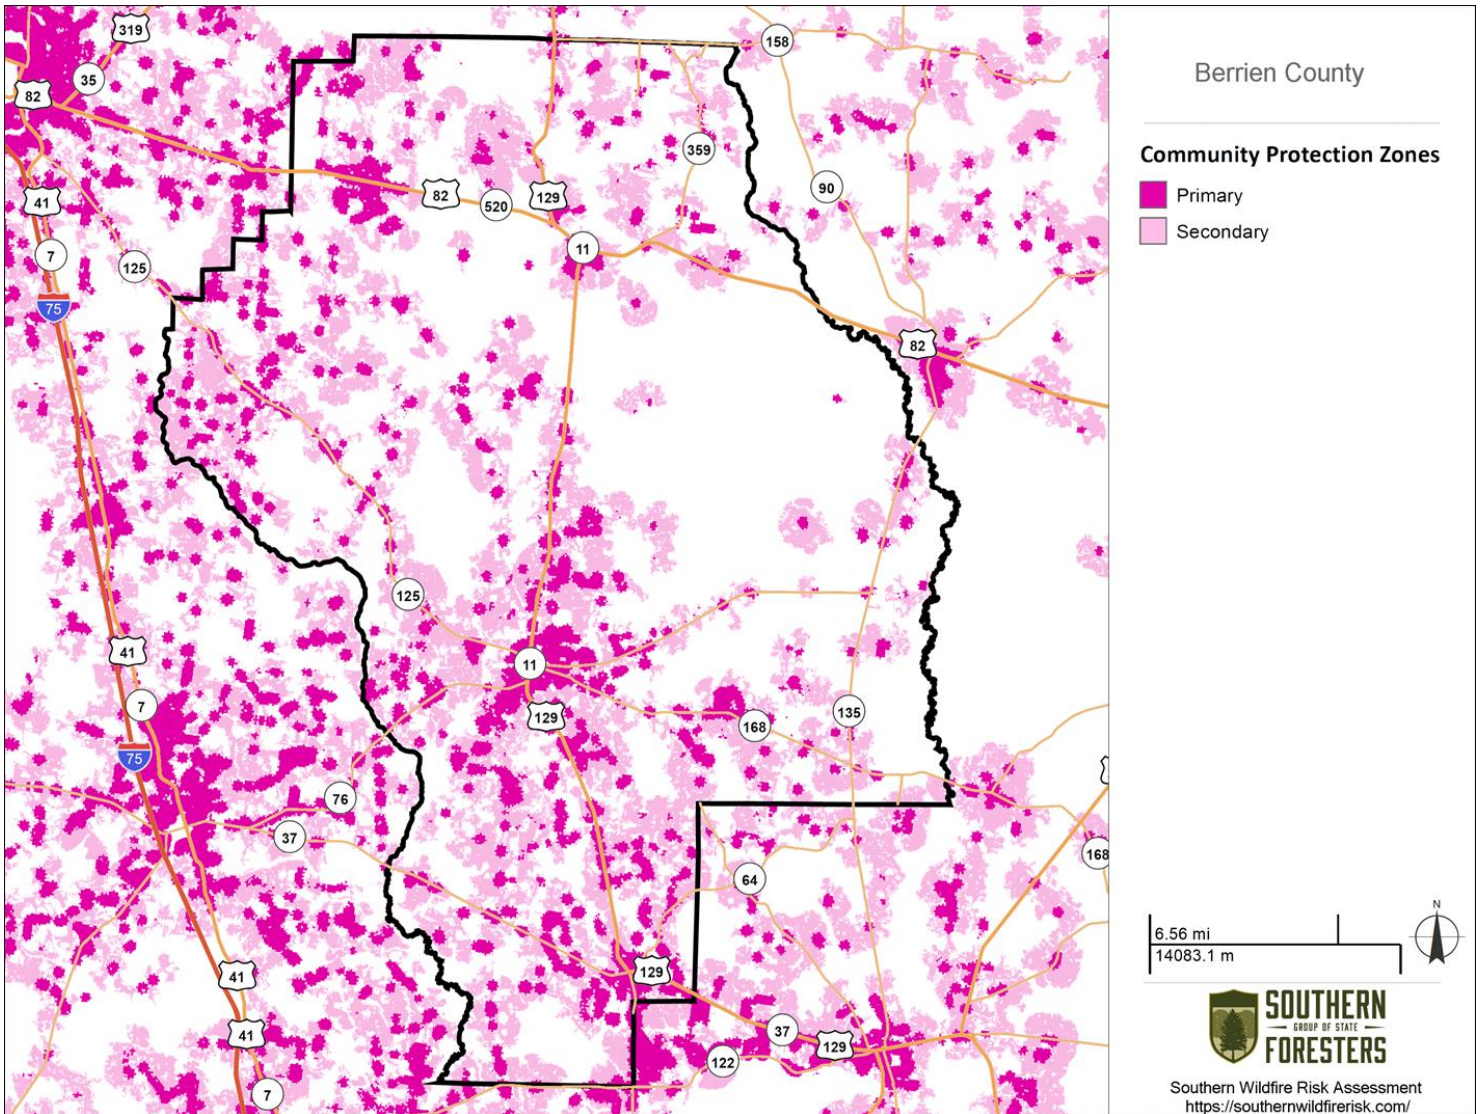 319
158
35
82
359
90
41
82
520
129
11
7
125
75
82
125
41
11
7
129
168
135
75
76
37
168
64
41
129
41
37
129
122
7
Berrien County
Community Protection Zones
Primary
Secondary
N
6.56 mi
14083.1 m
SOUTHERN
GROUP OF STATE
FORESTERS
Southern Wildfire Risk Assessment
https://southernwildfirerisk.com/